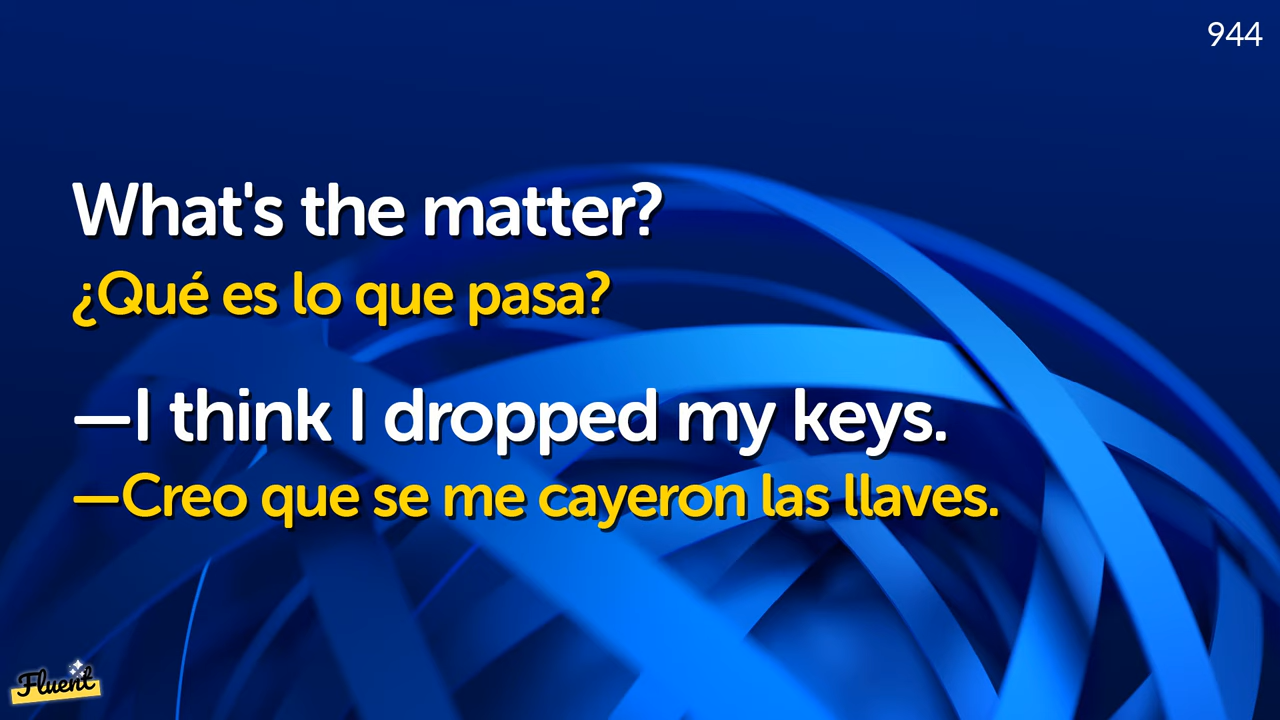 944
What's the matter?
¿Qué es lo que pasa?
—I think I dropped my keys.
—Creo que se me cayeron las llaves.
Fluent